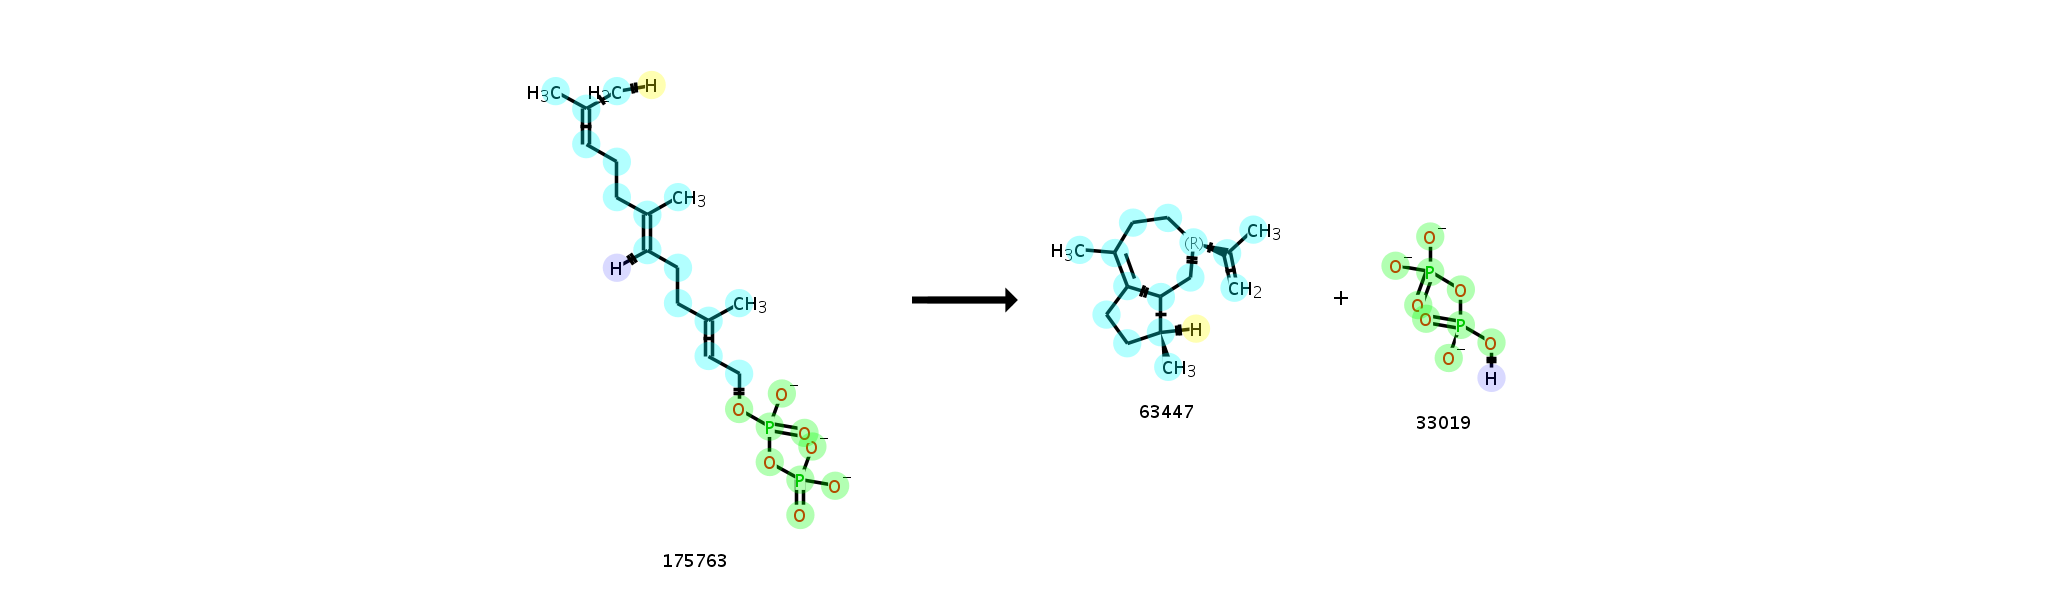 H3C H2C H
CH3
H
CH3
O O−
P O O−
O P O−
O
175763
H3C (R) CH3
CH2
H
CH3
63447
+
O−
O− P O
O O P O
O− H
33019